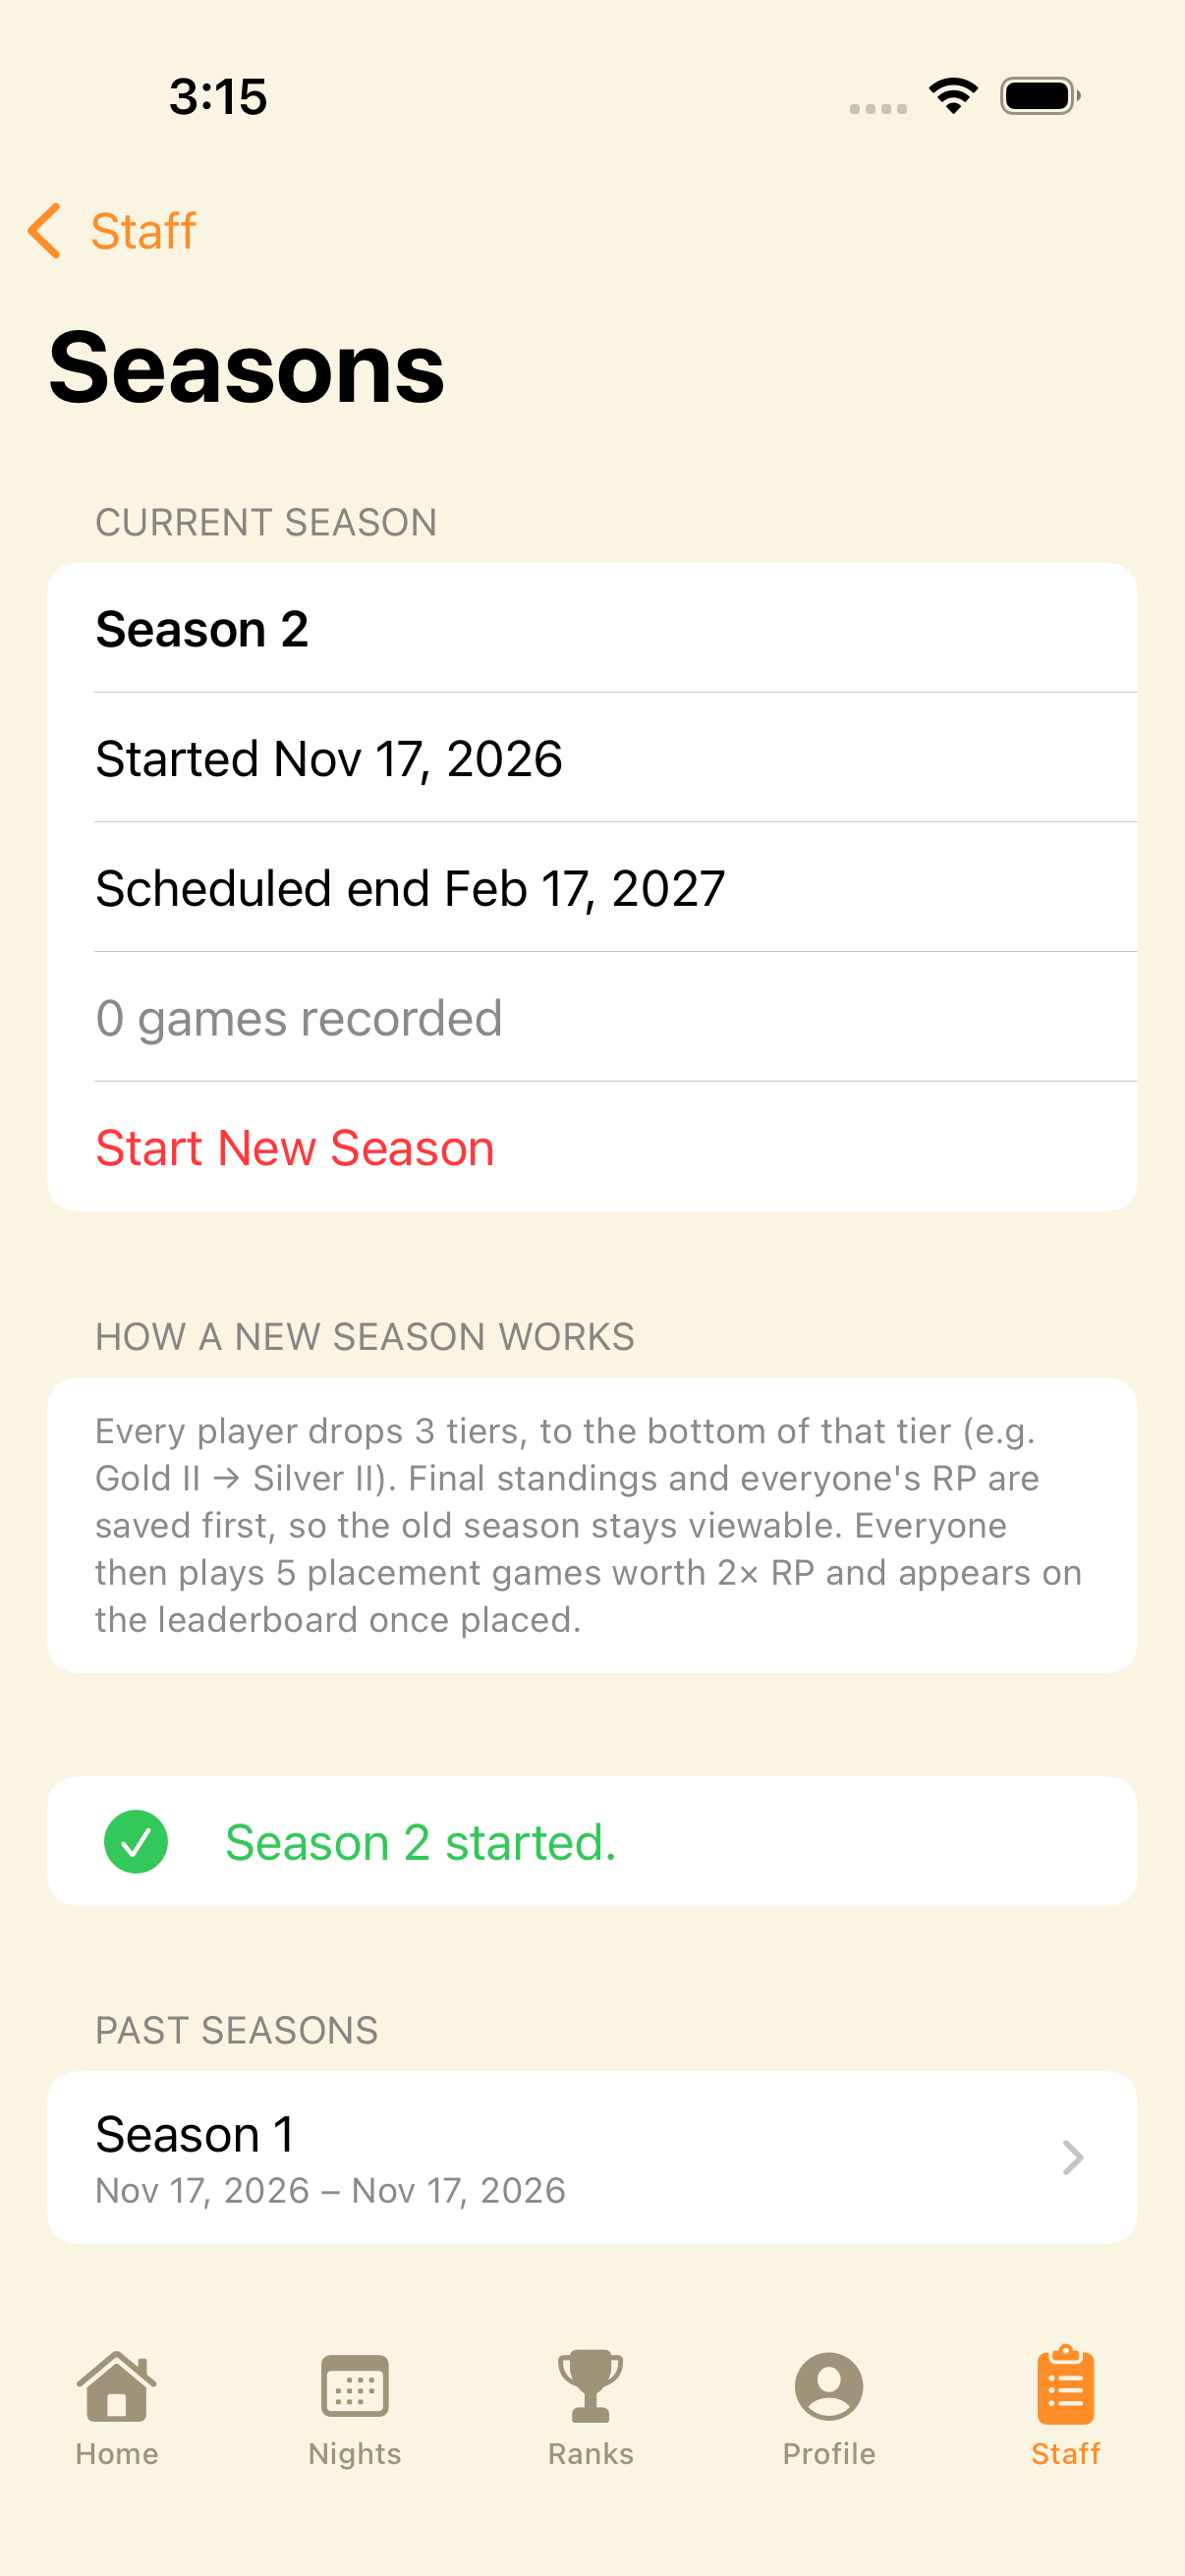 3:15
Staff
Seasons
CURRENT SEASON
Season 2
Started Nov 17, 2026
Scheduled end Feb 17, 2027
0 games recorded
Start New Season
HOW A NEW SEASON WORKS
Every player drops 3 tiers, to the bottom of that tier (e.g.
Gold II → Silver II). Final standings and everyone's RP are
saved first, so the old season stays viewable. Everyone
then plays 5 placement games worth 2× RP and appears on
the leaderboard once placed.
Season 2 started.
PAST SEASONS
Season 1
Nov 17, 2026 – Nov 17, 2026
Home
Nights
Ranks
Profile
Staff